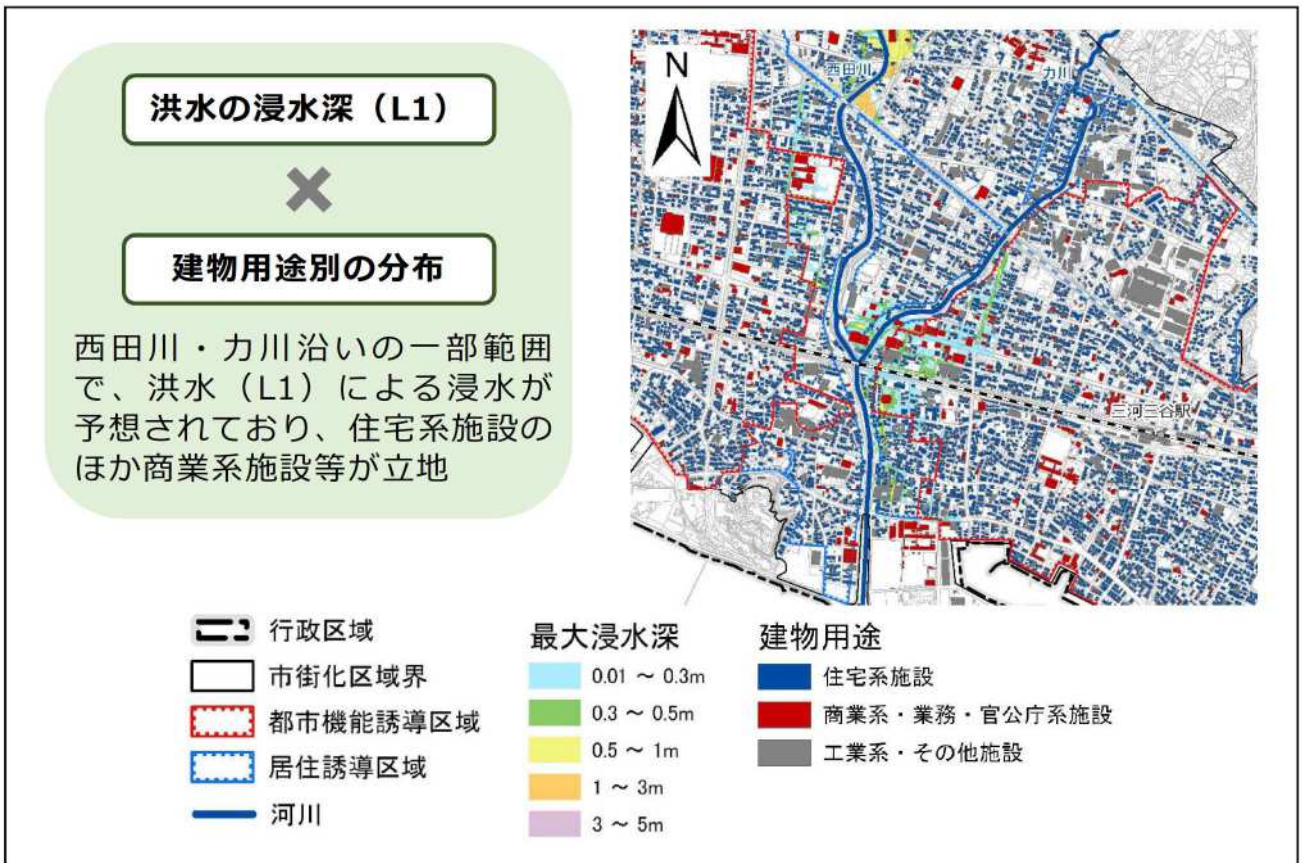 洪水の浸水深（L1）
×
建物用途別の分布
西田川・力川沿いの一部範囲
で、洪水（L1）による浸水が
予想されており、住宅系施設の
ほか商業系施設等が立地
N
西田川
力川
三河三谷駅
行政区域
市街化区域界
都市機能誘導区域
居住誘導区域
河川
最大浸水深
0.01 ～ 0.3m
0.3 ～ 0.5m
0.5 ～ 1m
1 ～ 3m
3 ～ 5m
建物用途
住宅系施設
商業系・業務・官公庁系施設
工業系・その他施設